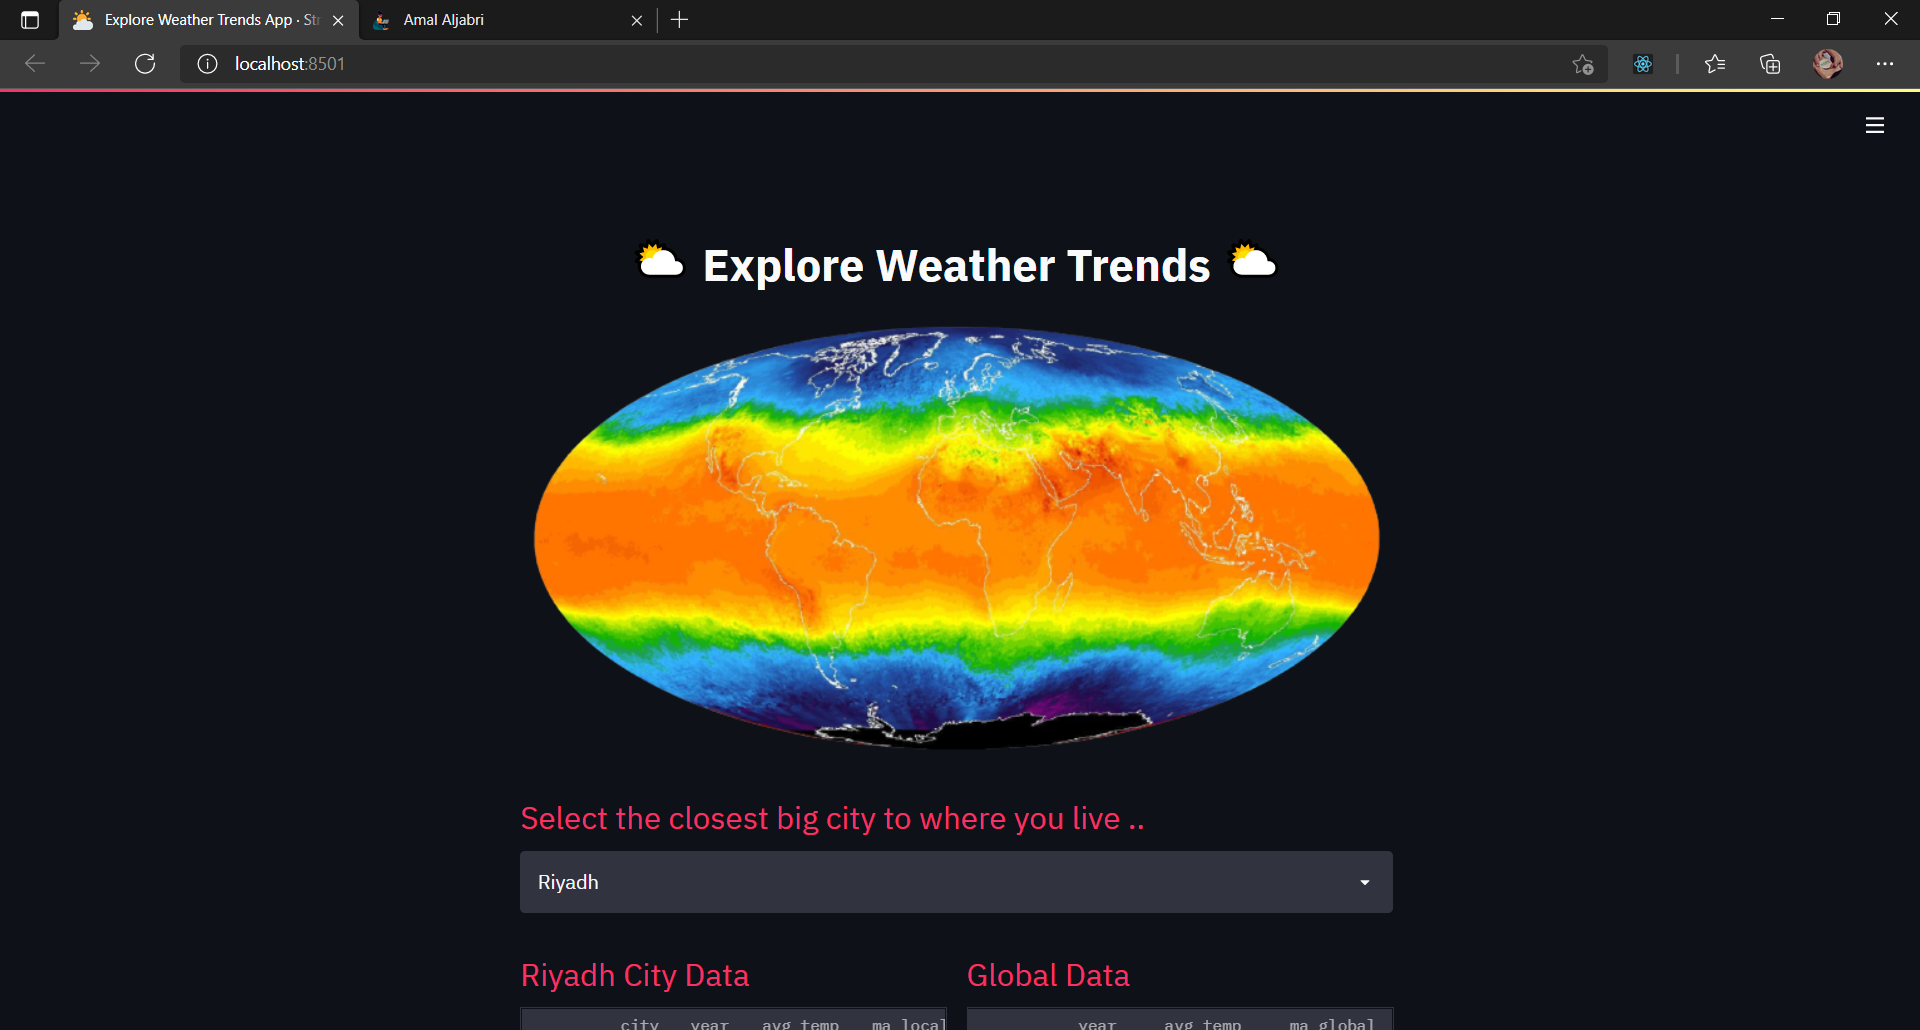 Explore Weather Trends App · Str
Amal Aljabri
localhost:8501
Explore Weather Trends
Select the closest big city to where you live ..
Riyadh
Riyadh City Data
Global Data
city year avg_temp ma_local
year avg_temp ma_global